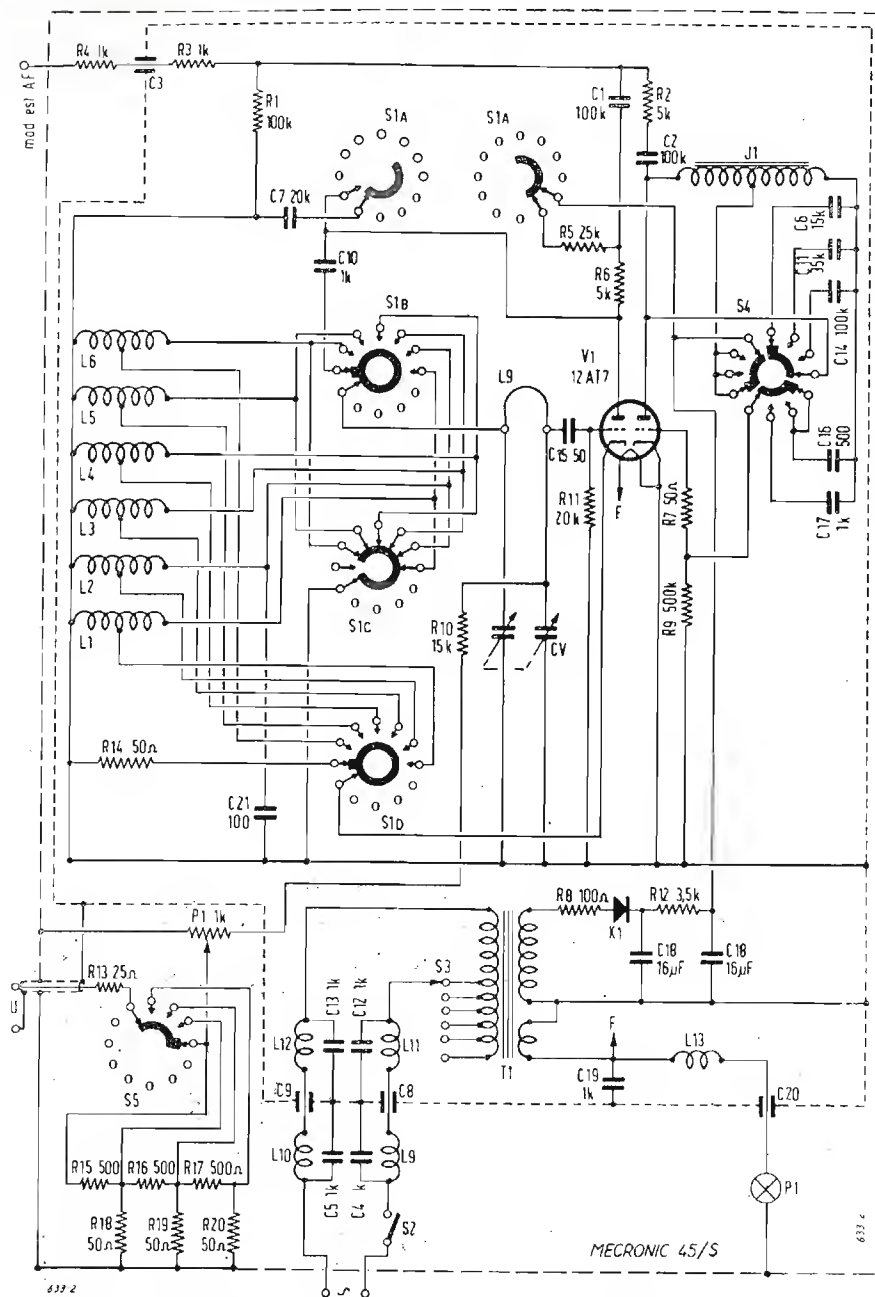 R4 1k
R3 1k
C3
mod est AF
R1
100k
S1A
S1A
C1
100k
R2
5k
C2
100k
J1
C7 20k
C6
15k
C11
35k
C14 100k
R5 25k
C10
1k
R6
5k
S1B
S4
V1
12AT7
L6
L9
L5
C15 50
C16
500
L4
R11
20k
R7 50Ω
C17
1k
L3
L2
R9 500k
L1
S1C
R10
15k
CV
R14 50Ω
C21
100
S1D
F
P1 1k
R8 100Ω
K1
R12 3,5k
C18
16µF
C18
16µF
R13 25Ω
U
S3
C13 1k
C12 1k
L12
L11
T1
F
L13
C19
1k
C20
S5
C9
C8
L10
L9
C5 1k
C4 1k
R15 500
R16 500
R17 500Ω
R18
50Ω
R19
50Ω
R20
50Ω
S2
P1
MECRONIC 45/S
633-2
633-2